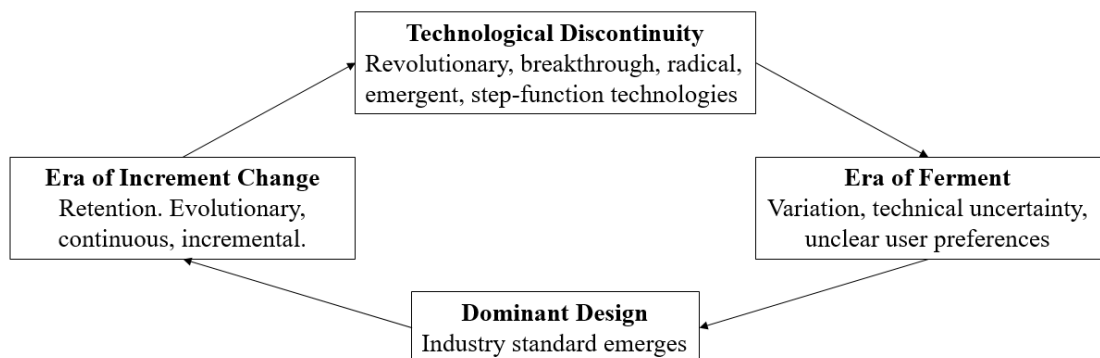 Technological Discontinuity
Revolutionary, breakthrough, radical,
emergent, step-function technologies
Era of Increment Change
Retention. Evolutionary,
continuous, incremental.
Era of Ferment
Variation, technical uncertainty,
unclear user preferences
Dominant Design
Industry standard emerges